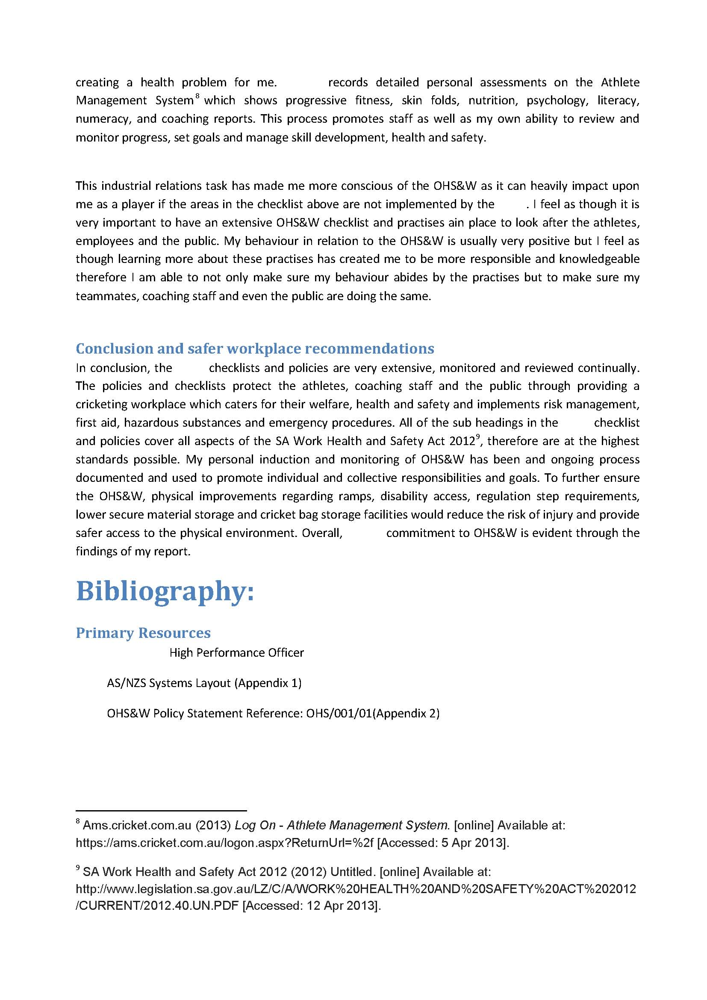 creating a health problem for me. records detailed personal assessments on the Athlete
Management System8 which shows progressive fitness, skin folds, nutrition, psychology, literacy,
numeracy, and coaching reports. This process promotes staff as well as my own ability to review and
monitor progress, set goals and manage skill development, health and safety.
This industrial relations task has made me more conscious of the OHS&W as it can heavily impact upon
me as a player if the areas in the checklist above are not implemented by the . I feel as though it is
very important to have an extensive OHS&W checklist and practises ain place to look after the athletes,
employees and the public. My behaviour in relation to the OHS&W is usually very positive but I feel as
though learning more about these practises has created me to be more responsible and knowledgeable
therefore I am able to not only make sure my behaviour abides by the practises but to make sure my
teammates, coaching staff and even the public are doing the same.
Conclusion and safer workplace recommendations
In conclusion, the checklists and policies are very extensive, monitored and reviewed continually.
The policies and checklists protect the athletes, coaching staff and the public through providing a
cricketing workplace which caters for their welfare, health and safety and implements risk management,
first aid, hazardous substances and emergency procedures. All of the sub headings in the checklist
and policies cover all aspects of the SA Work Health and Safety Act 20129, therefore are at the highest
standards possible. My personal induction and monitoring of OHS&W has been and ongoing process
documented and used to promote individual and collective responsibilities and goals. To further ensure
the OHS&W, physical improvements regarding ramps, disability access, regulation step requirements,
lower secure material storage and cricket bag storage facilities would reduce the risk of injury and provide
safer access to the physical environment. Overall, commitment to OHS&W is evident through the
findings of my report.
Bibliography:
Primary Resources
High Performance Officer
AS/NZS Systems Layout (Appendix 1)
OHS&W Policy Statement Reference: OHS/001/01(Appendix 2)
8 Ams.cricket.com.au (2013) Log On - Athlete Management System. [online] Available at:
https://ams.cricket.com.au/logon.aspx?ReturnUrl=%2f [Accessed: 5 Apr 2013].
9 SA Work Health and Safety Act 2012 (2012) Untitled. [online] Available at:
http://www.legislation.sa.gov.au/LZ/C/A/WORK%20HEALTH%20AND%20SAFETY%20ACT%202012
/CURRENT/2012.40.UN.PDF [Accessed: 12 Apr 2013].